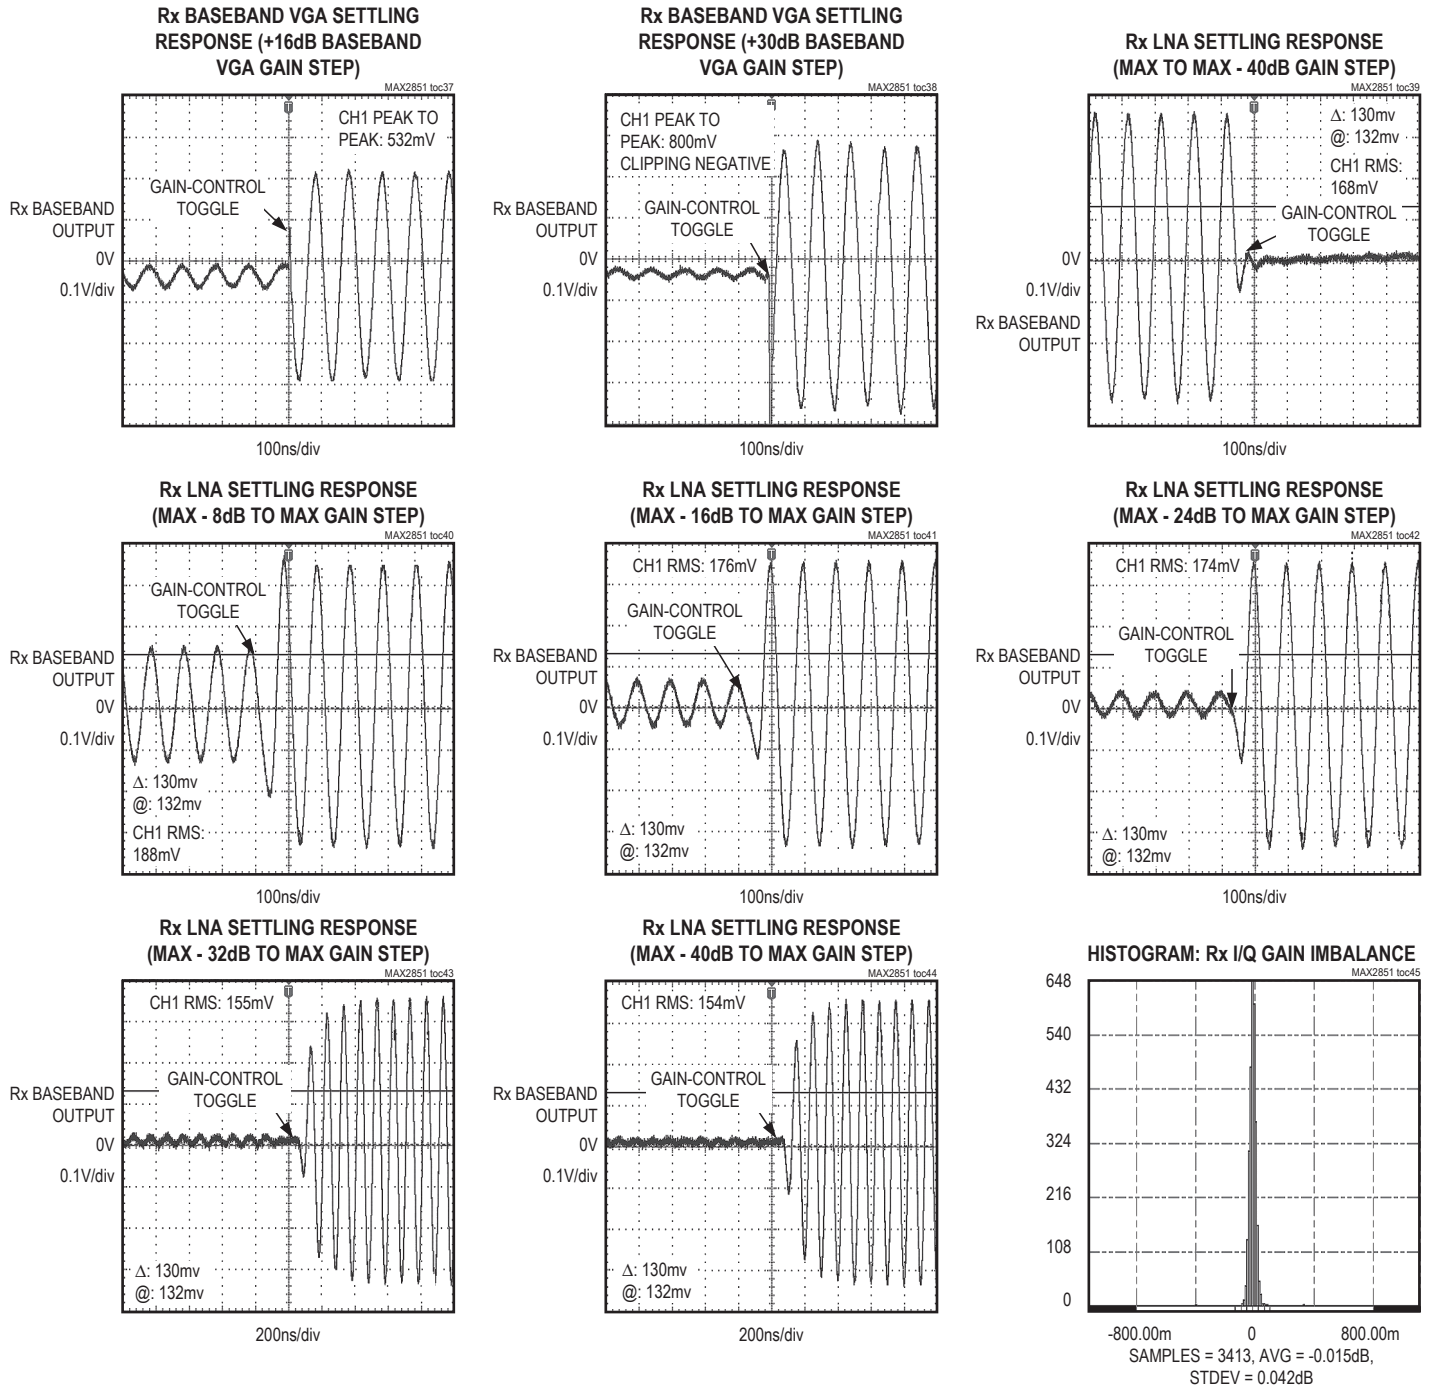 Rx BASEBAND VGA SETTLING
RESPONSE (+16dB BASEBAND
VGA GAIN STEP)
MAX2851 toc37
CH1 PEAK TO
PEAK: 532mV
GAIN-CONTROL
TOGGLE
Rx BASEBAND
OUTPUT
0V
0.1V/div
100ns/div
Rx BASEBAND VGA SETTLING
RESPONSE (+30dB BASEBAND
VGA GAIN STEP)
MAX2851 toc38
CH1 PEAK TO
PEAK: 800mV
CLIPPING NEGATIVE
GAIN-CONTROL
TOGGLE
Rx BASEBAND
OUTPUT
0V
0.1V/div
100ns/div
Rx LNA SETTLING RESPONSE
(MAX TO MAX - 40dB GAIN STEP)
MAX2851 toc39
Δ: 130mv
@: 132mv
CH1 RMS:
168mV
GAIN-CONTROL
TOGGLE
0V
0.1V/div
Rx BASEBAND
OUTPUT
100ns/div
Rx LNA SETTLING RESPONSE
(MAX - 8dB TO MAX GAIN STEP)
MAX2851 toc40
GAIN-CONTROL
TOGGLE
Rx BASEBAND
OUTPUT
0V
0.1V/div
Δ: 130mv
@: 132mv
CH1 RMS:
188mV
100ns/div
Rx LNA SETTLING RESPONSE
(MAX - 16dB TO MAX GAIN STEP)
MAX2851 toc41
CH1 RMS: 176mV
GAIN-CONTROL
TOGGLE
Rx BASEBAND
OUTPUT
0V
0.1V/div
Δ: 130mv
@: 132mv
100ns/div
Rx LNA SETTLING RESPONSE
(MAX - 24dB TO MAX GAIN STEP)
MAX2851 toc42
CH1 RMS: 174mV
GAIN-CONTROL
TOGGLE
Rx BASEBAND
OUTPUT
0V
0.1V/div
Δ: 130mv
@: 132mv
100ns/div
Rx LNA SETTLING RESPONSE
(MAX - 32dB TO MAX GAIN STEP)
MAX2851 toc43
CH1 RMS: 155mV
GAIN-CONTROL
TOGGLE
Rx BASEBAND
OUTPUT
0V
0.1V/div
Δ: 130mv
@: 132mv
200ns/div
Rx LNA SETTLING RESPONSE
(MAX - 40dB TO MAX GAIN STEP)
MAX2851 toc44
CH1 RMS: 154mV
GAIN-CONTROL
TOGGLE
Rx BASEBAND
OUTPUT
0V
0.1V/div
Δ: 130mv
@: 132mv
200ns/div
HISTOGRAM: Rx I/Q GAIN IMBALANCE
MAX2851 toc45
648
540
432
324
216
108
0
-800.00m 0 800.00m
SAMPLES = 3413, AVG = -0.015dB,
STDEV = 0.042dB